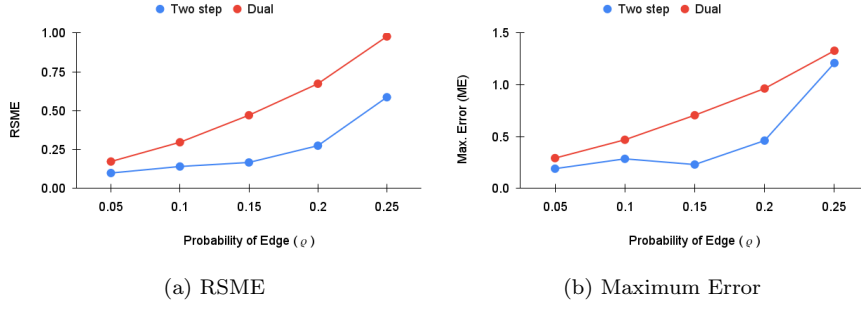 Two step Dual
RSME
1.00
0.75
0.50
0.25
0.00
0.05 0.1 0.15 0.2 0.25
Probability of Edge ( ϱ )
(a) RSME
Two step Dual
Max. Error (ME)
1.5
1.0
0.5
0.0
0.05 0.1 0.15 0.2 0.25
Probability of Edge ( ϱ )
(b) Maximum Error